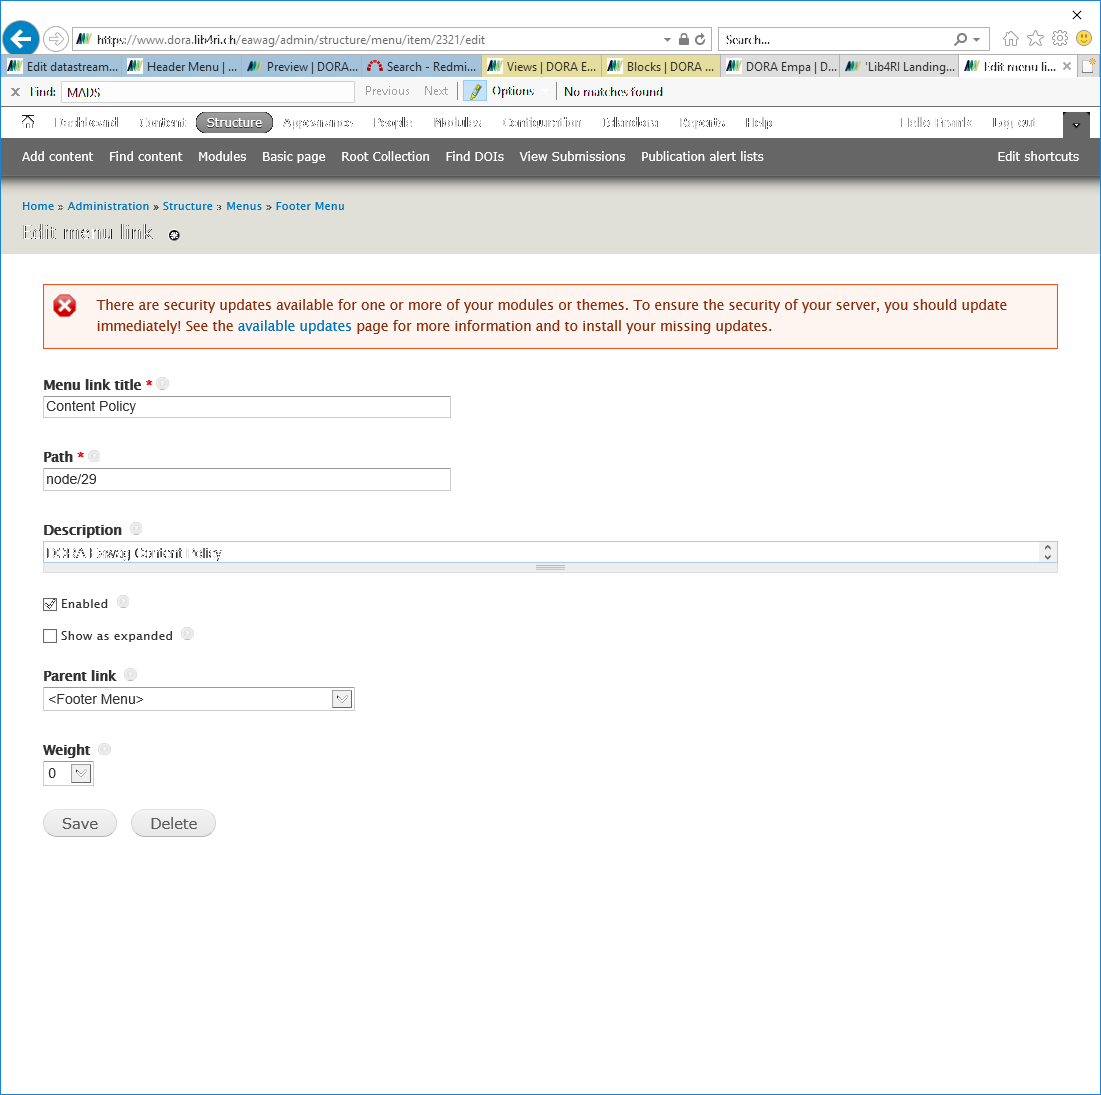 https://www.dora.lib4ri.ch/eawag/admin/structure/menu/item/2321/edit
Search...
Edit datastream...
Header Menu | ...
Preview | DORA...
Search - Redmi...
Views | DORA E...
Blocks | DORA ...
DORA Empa | D...
'Lib4RI Landing...
Edit menu li...
Find: MADS
Previous Next Options No matches found
Dashboard Content Structure Appearance People Modules Configuration Islandora Reports Help Hello Frank Log out
Add content Find content Modules Basic page Root Collection Find DOIs View Submissions Publication alert lists Edit shortcuts
Home » Administration » Structure » Menus » Footer Menu
Edit menu link
There are security updates available for one or more of your modules or themes. To ensure the security of your server, you should update
immediately! See the available updates page for more information and to install your missing updates.
Menu link title *
Content Policy
Path *
node/29
Description
DORA Eawag Content Policy
Enabled
Show as expanded
Parent link
<Footer Menu>
Weight
0
Save Delete